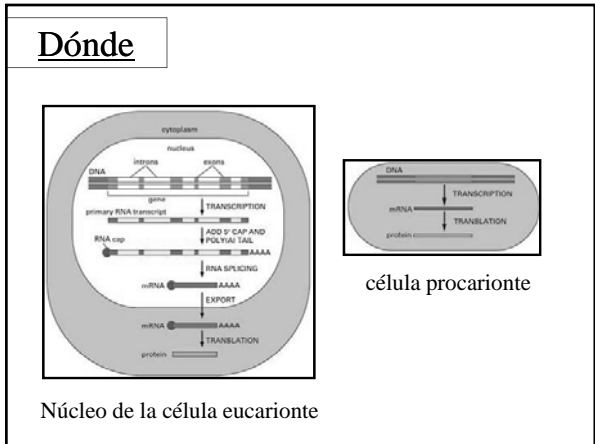 Dónde
cytoplasm
nucleus
introns
exons
DNA
gene
primary RNA transcript
TRANSCRIPTION
ADD 5' CAP AND
POLY(A) TAIL
RNA cap
AAAA
RNA SPLICING
mRNA
AAAA
EXPORT
mRNA
AAAA
TRANSLATION
protein
Núcleo de la célula eucarionte
DNA
TRANSCRIPTION
mRNA
TRANSLATION
protein
célula procarionte